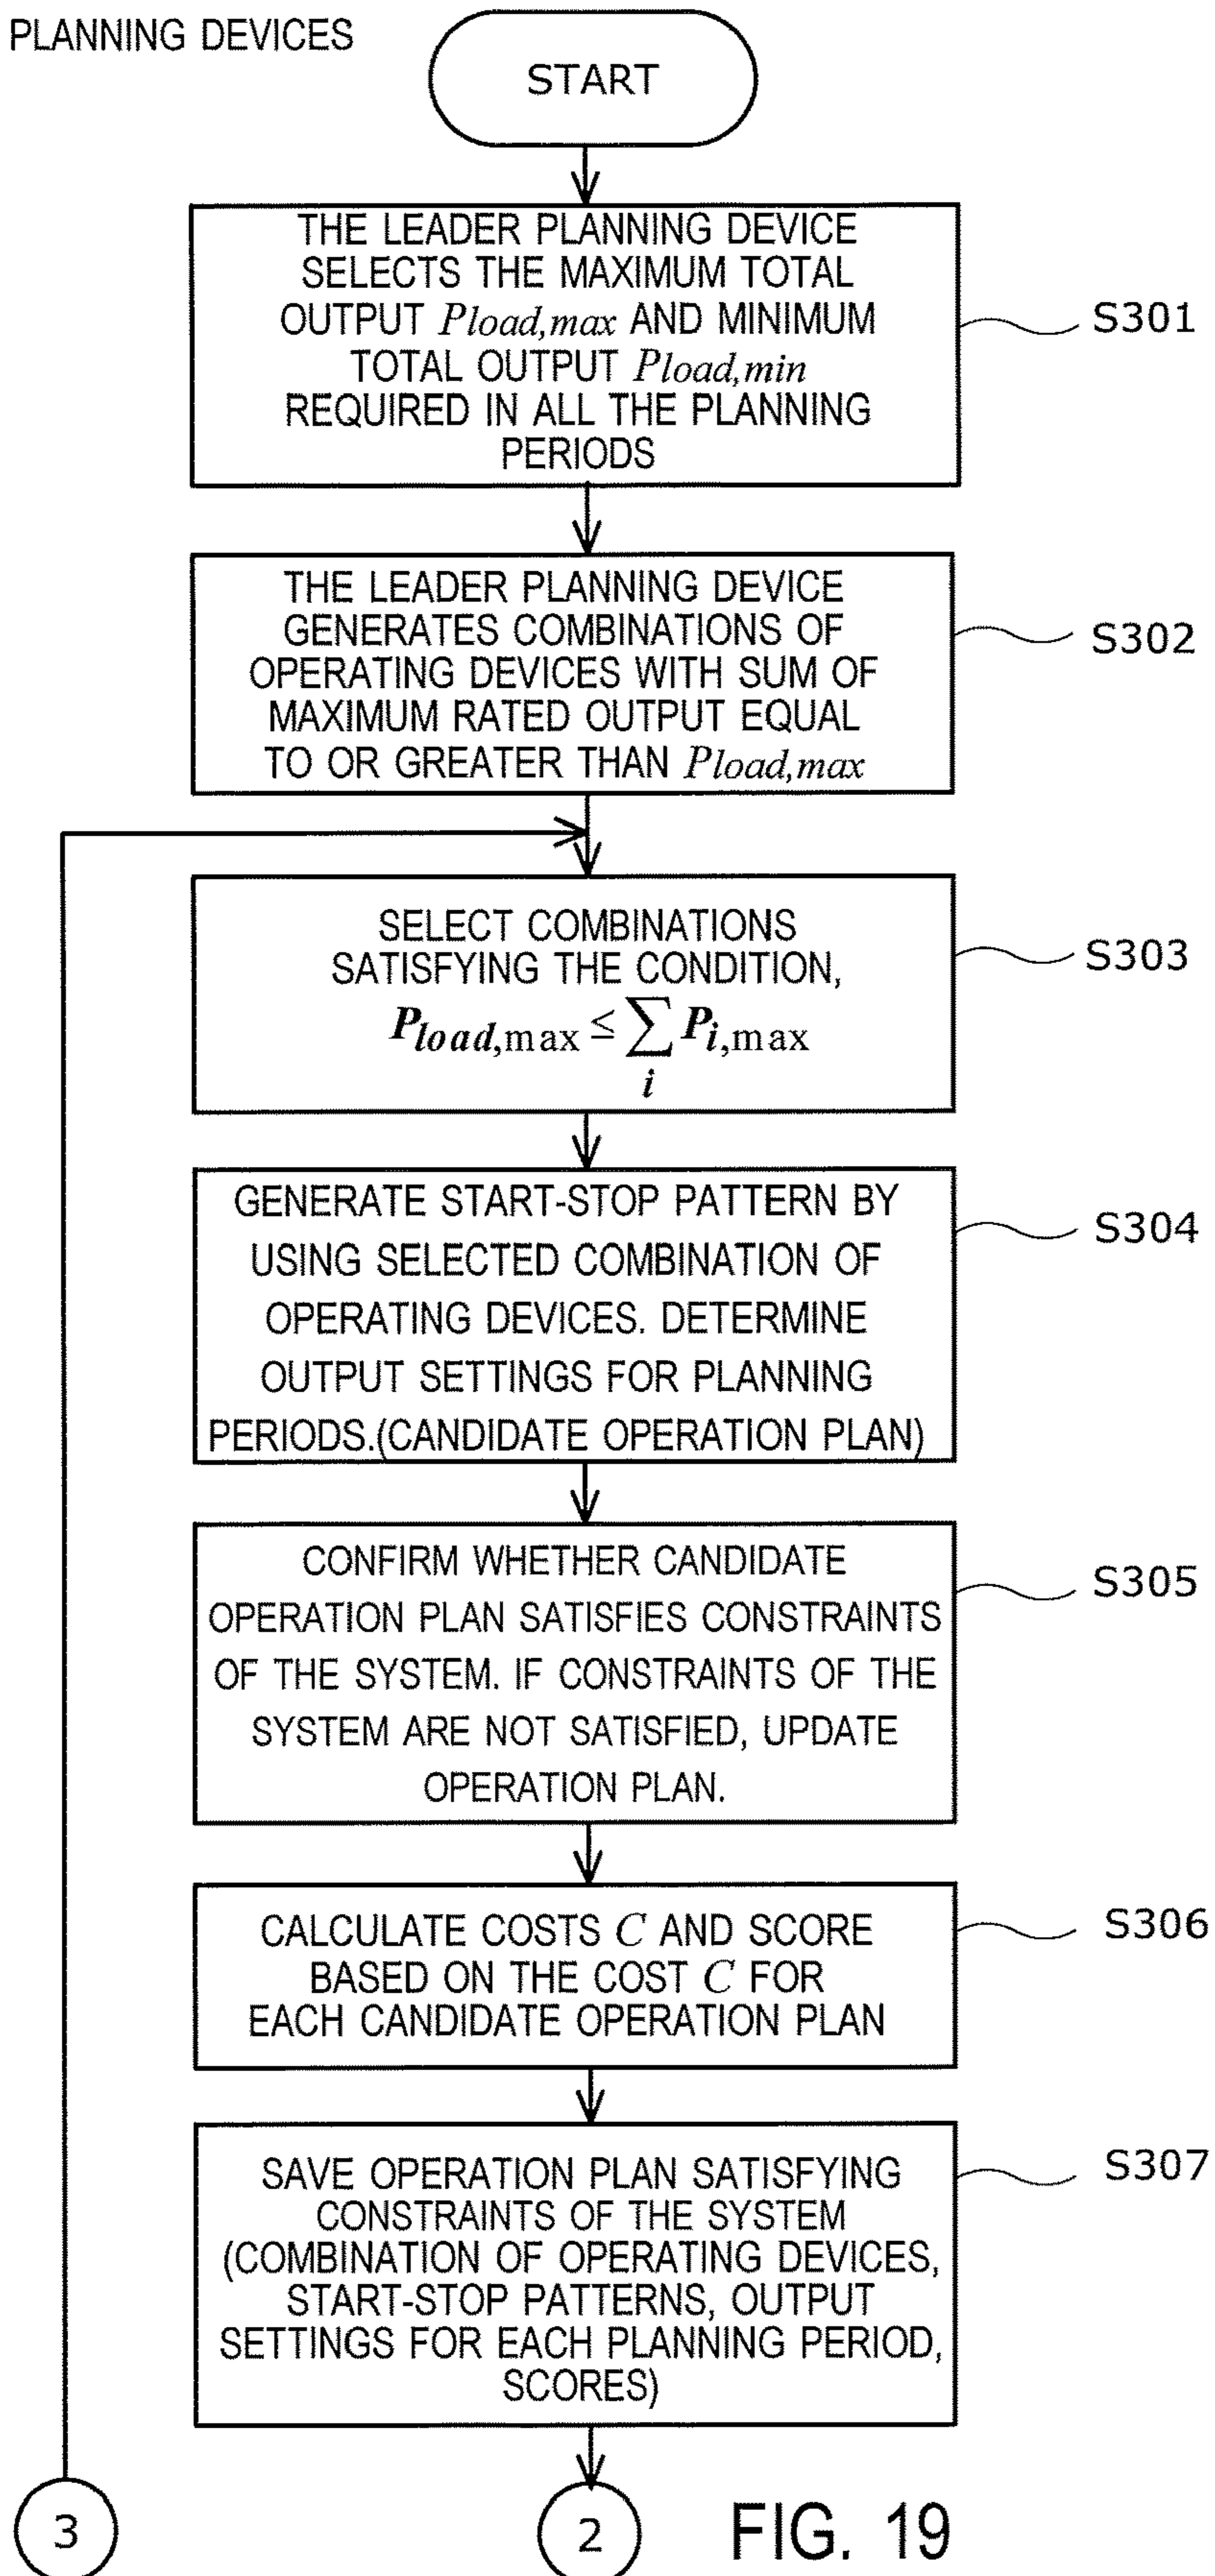 PLANNING DEVICES
START
THE LEADER PLANNING DEVICE
SELECTS THE MAXIMUM TOTAL
OUTPUT Pload,max AND MINIMUM
TOTAL OUTPUT Pload,min
REQUIRED IN ALL THE PLANNING
PERIODS
S301
THE LEADER PLANNING DEVICE
GENERATES COMBINATIONS OF
OPERATING DEVICES WITH SUM OF
MAXIMUM RATED OUTPUT EQUAL
TO OR GREATER THAN Pload,max
S302
SELECT COMBINATIONS
SATISFYING THE CONDITION,
Pload,max ≤ ∑ Pi,max
i
S303
GENERATE START-STOP PATTERN BY
USING SELECTED COMBINATION OF
OPERATING DEVICES. DETERMINE
OUTPUT SETTINGS FOR PLANNING
PERIODS.(CANDIDATE OPERATION PLAN)
S304
CONFIRM WHETHER CANDIDATE
OPERATION PLAN SATISFIES CONSTRAINTS
OF THE SYSTEM. IF CONSTRAINTS OF THE
SYSTEM ARE NOT SATISFIED, UPDATE
OPERATION PLAN.
S305
CALCULATE COSTS C AND SCORE
BASED ON THE COST C FOR
EACH CANDIDATE OPERATION PLAN
S306
SAVE OPERATION PLAN SATISFYING
CONSTRAINTS OF THE SYSTEM
(COMBINATION OF OPERATING DEVICES,
START-STOP PATTERNS, OUTPUT
SETTINGS FOR EACH PLANNING PERIOD,
SCORES)
S307
3
2
FIG. 19